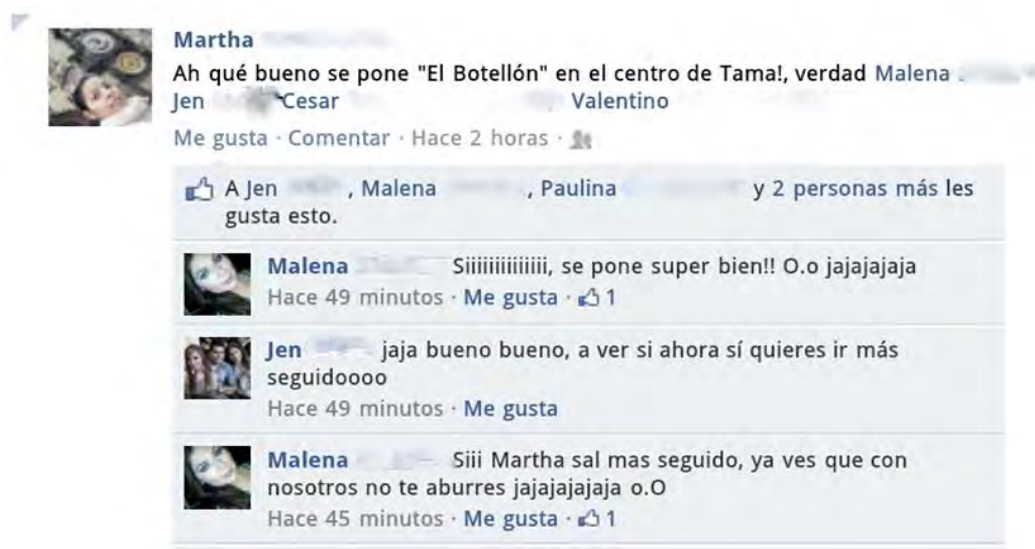 Martha
Ah qué bueno se pone "El Botellón" en el centro de Tama!, verdad Malena
Jen Cesar Valentino
Me gusta · Comentar · Hace 2 horas ·
A Jen , Malena , Paulina y 2 personas más les
gusta esto.
Malena Siiiiiiiiiiiiii, se pone super bien!! O.o jajajajaja
Hace 49 minutos · Me gusta · 1
Jen jaja bueno bueno, a ver si ahora sí quieres ir más
seguidoooo
Hace 49 minutos · Me gusta
Malena Siii Martha sal mas seguido, ya ves que con
nosotros no te aburres jajajajajaja o.O
Hace 45 minutos · Me gusta · 1